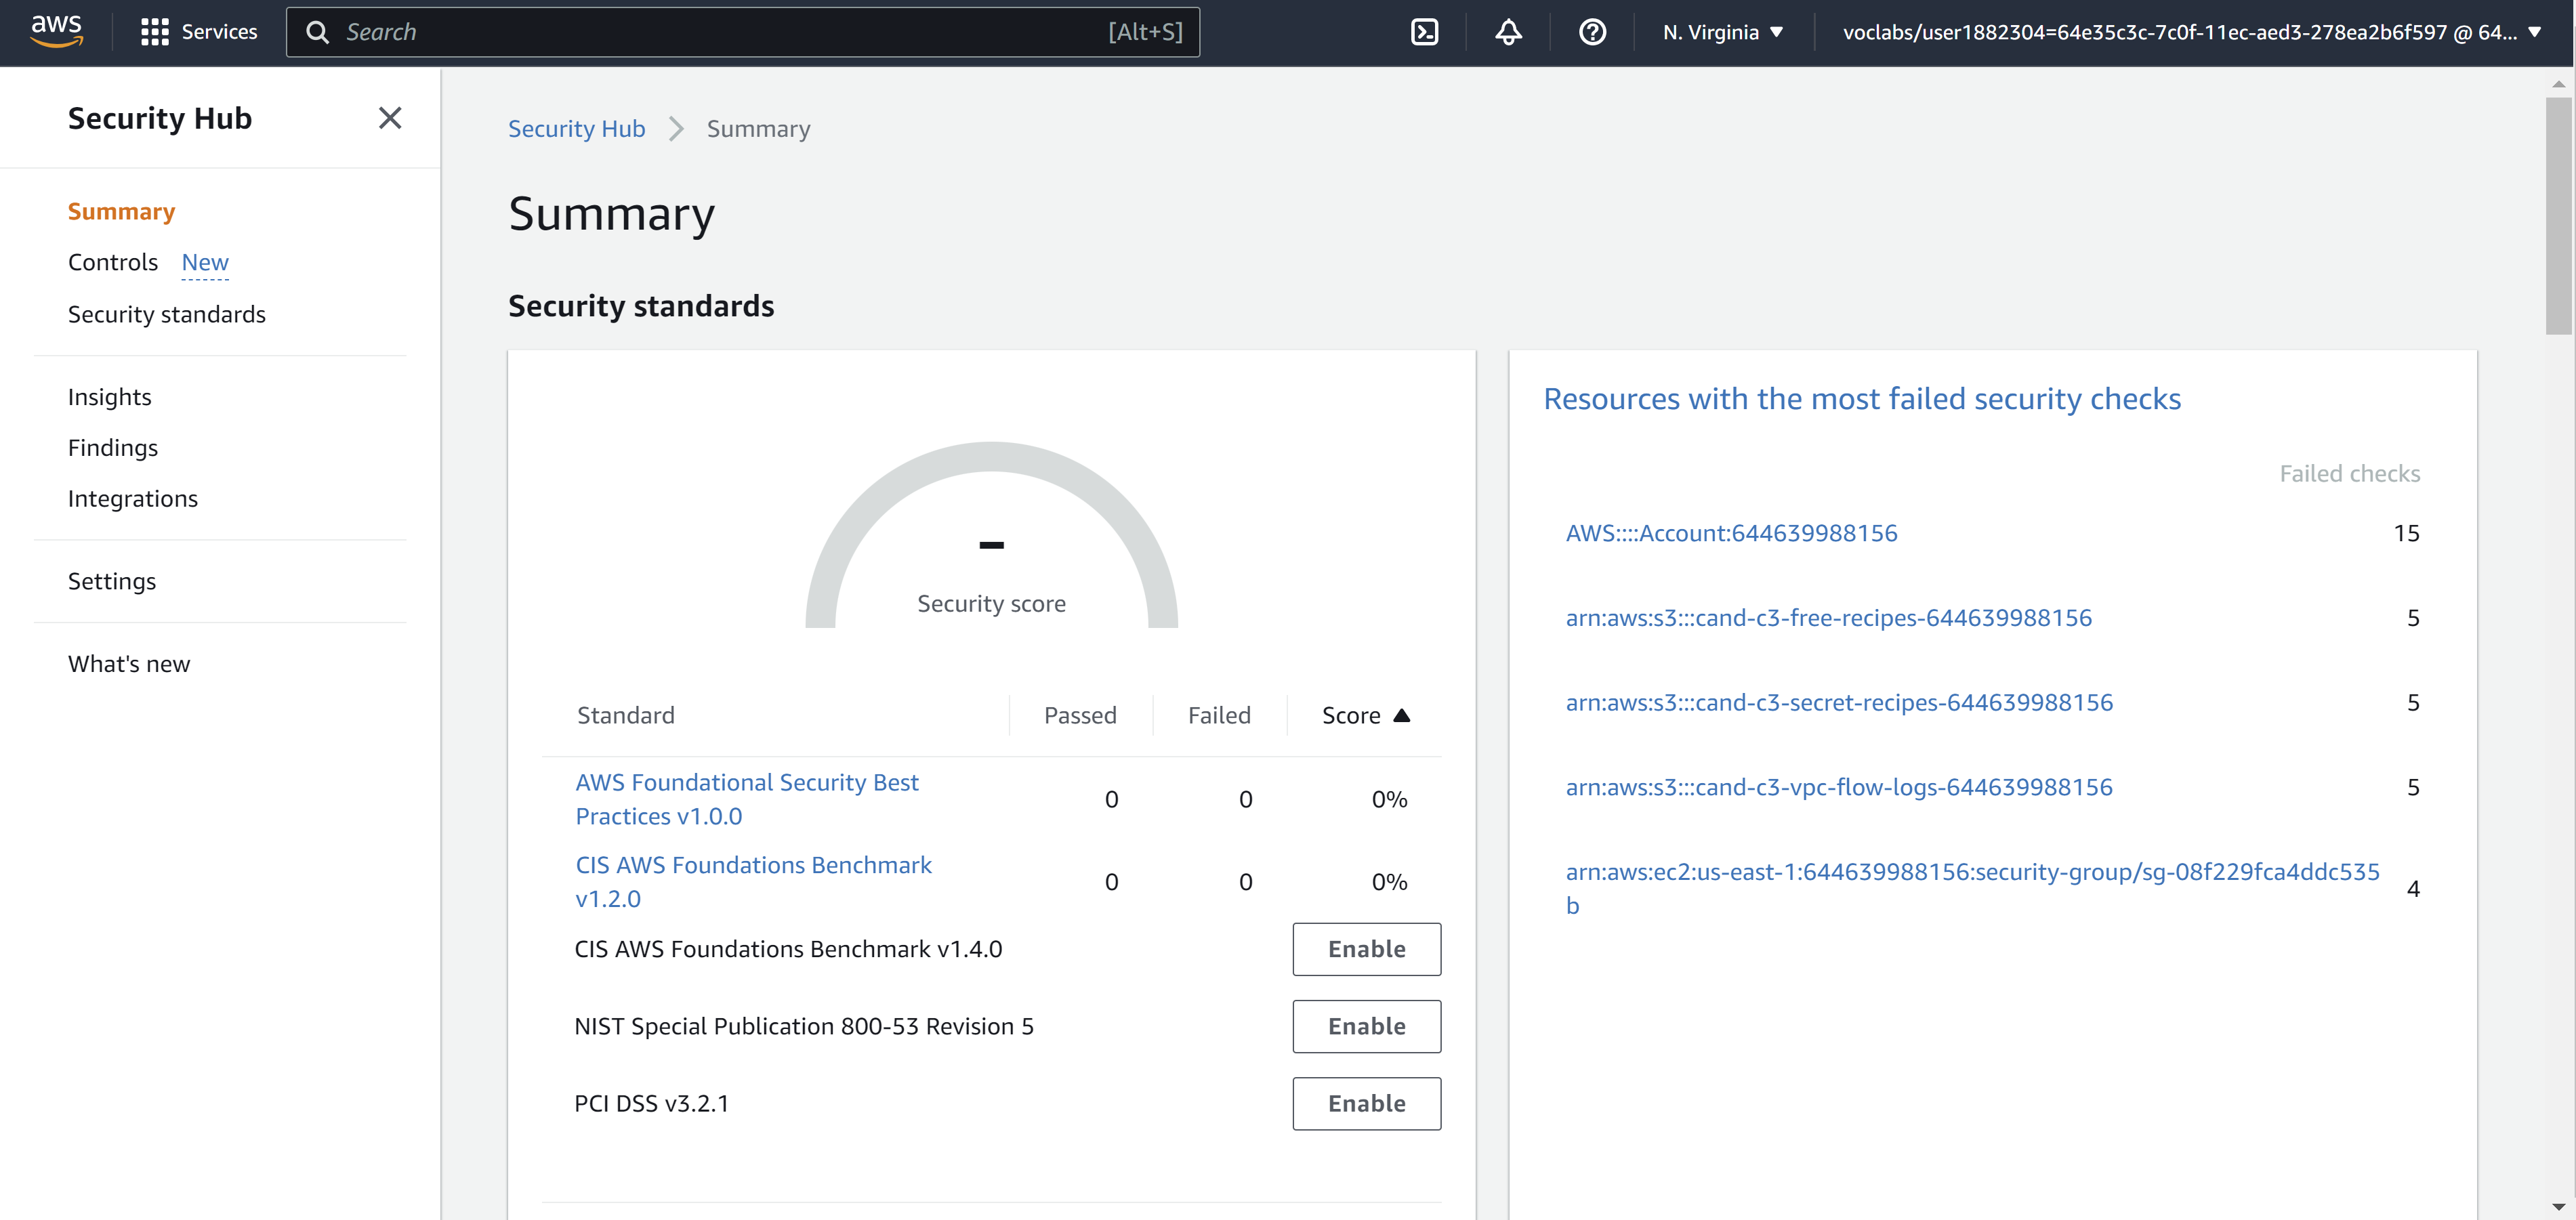 aws
Services
Search [Alt+S]
N. Virginia
voclabs/user1882304=64e35c3c-7c0f-11ec-aed3-278ea2b6f597 @ 64...
Security Hub
Summary
Controls New
Security standards
Insights
Findings
Integrations
Settings
What's new
Security Hub Summary
Summary
Security standards
–
Security score
Standard Passed Failed Score
AWS Foundational Security Best
Practices v1.0.0
0 0 0%
CIS AWS Foundations Benchmark
v1.2.0
0 0 0%
CIS AWS Foundations Benchmark v1.4.0 Enable
NIST Special Publication 800-53 Revision 5 Enable
PCI DSS v3.2.1 Enable
Resources with the most failed security checks
Failed checks
AWS::::Account:644639988156 15
arn:aws:s3:::cand-c3-free-recipes-644639988156 5
arn:aws:s3:::cand-c3-secret-recipes-644639988156 5
arn:aws:s3:::cand-c3-vpc-flow-logs-644639988156 5
arn:aws:ec2:us-east-1:644639988156:security-group/sg-08f229fca4ddc535
b
4